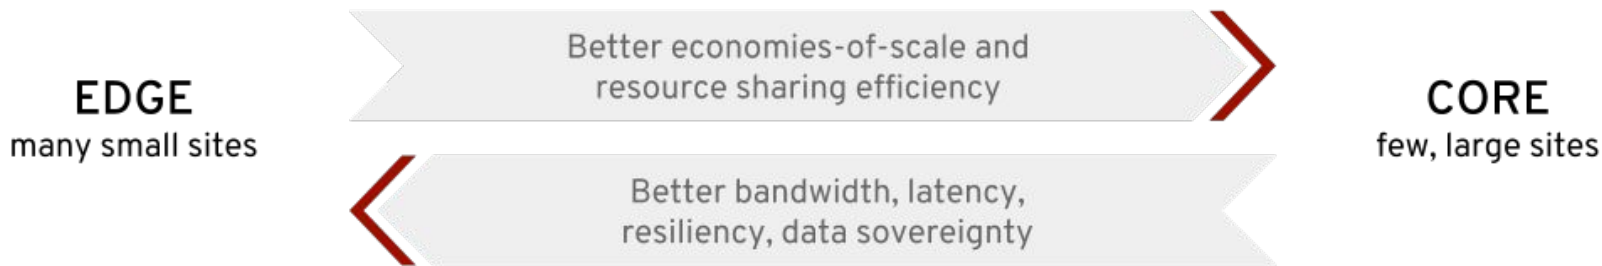 EDGE
many small sites
Better economies-of-scale and
resource sharing efficiency
Better bandwidth, latency,
resiliency, data sovereignty
CORE
few, large sites